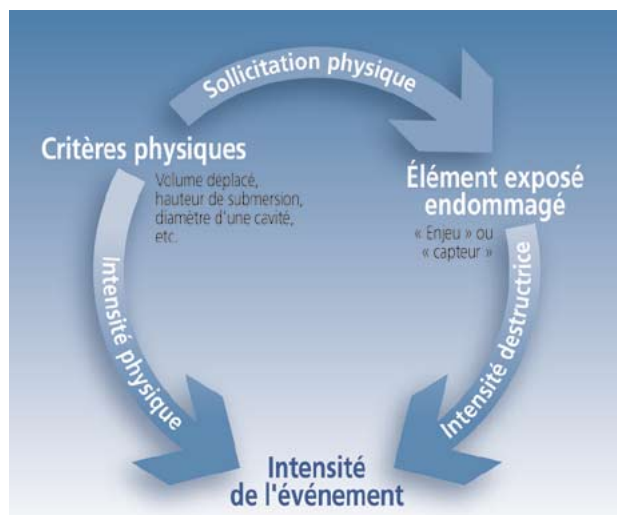 Sollicitation physique
Critères physiques
Volume déplacé,
hauteur de submersion,
diamètre d'une cavité,
etc.
Élément exposé
endommagé
« Enjeu » ou
« capteur »
Intensité physique
Intensité destructrice
Intensité
de l'événement